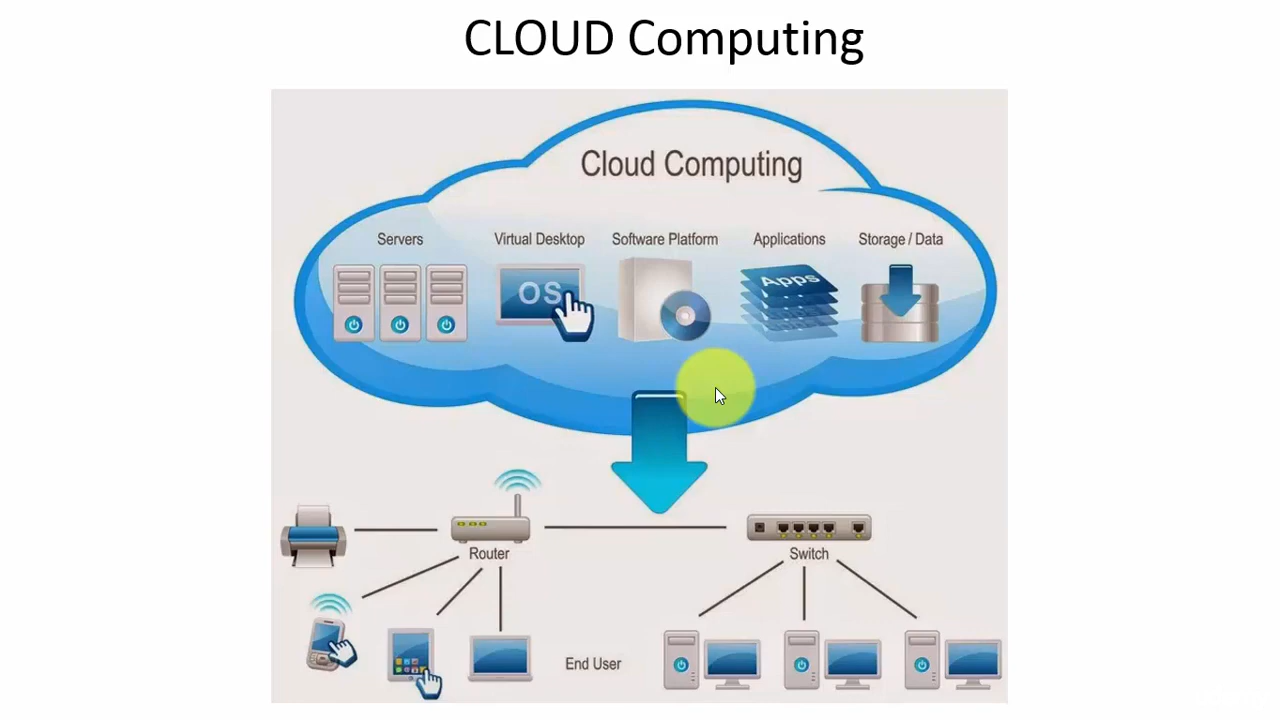 CLOUD Computing
Cloud Computing
Servers Virtual Desktop Software Platform Applications Storage / Data
OS
Apps
Router
Switch
End User